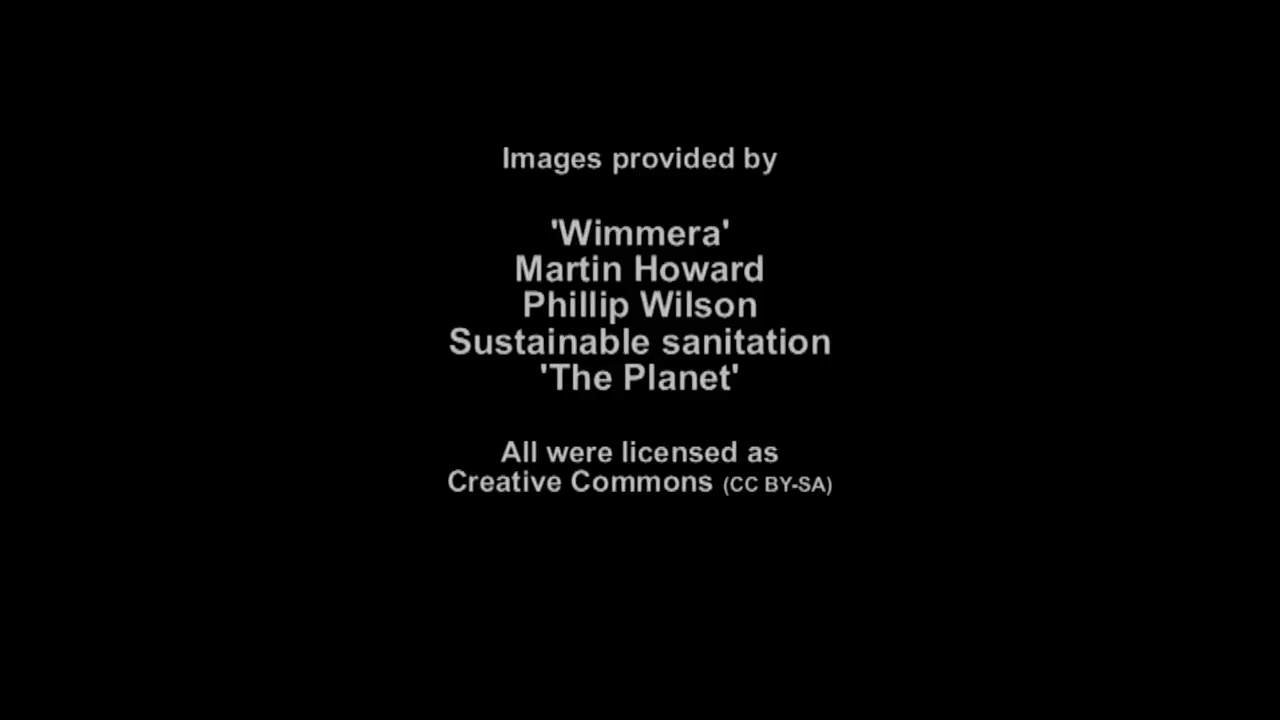 Images provided by
'Wimmera'
Martin Howard
Phillip Wilson
Sustainable sanitation
'The Planet'
All were licensed as
Creative Commons (CC BY-SA)